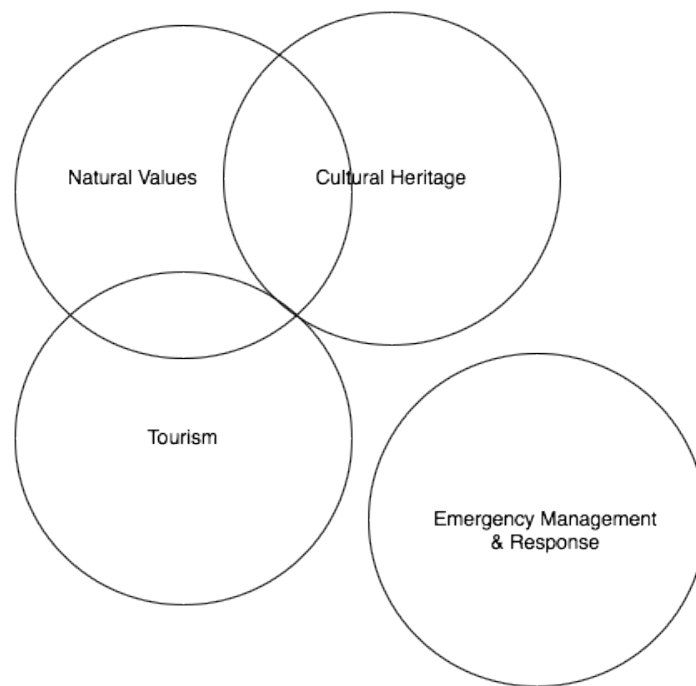 Natural Values
Cultural Heritage
Tourism
Emergency Management
& Response